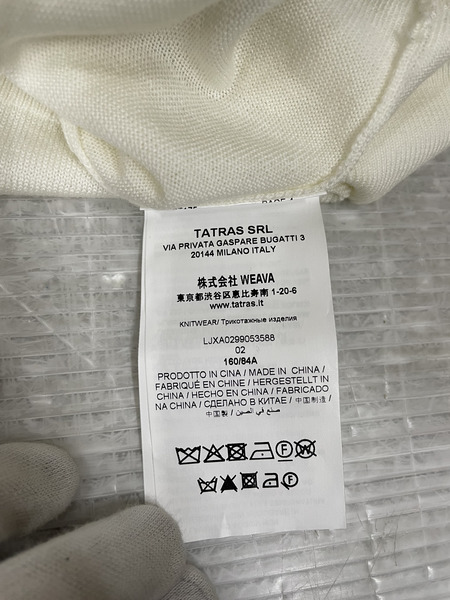 TATRAS SRL
VIA PRIVATA GASPARE BUGATTI 3
20144 MILANO ITALY
株式会社 WEAVA
東京都渋谷区恵比寿南 1-20-6
www.tatras.it
KNITWEAR/ Трикотажные изделия
LJXA0299053588
02
160/84A
PRODOTTO IN CINA / MADE IN CHINA /
FABRIQUÉ EN CHINE / HERGESTELLT IN
CHINA / HECHO EN CHINA / FABRICADO
NA CHINA / СДЕЛАНО В КИТАЕ / 中国制造 /
中国製 / صنع في الصين /